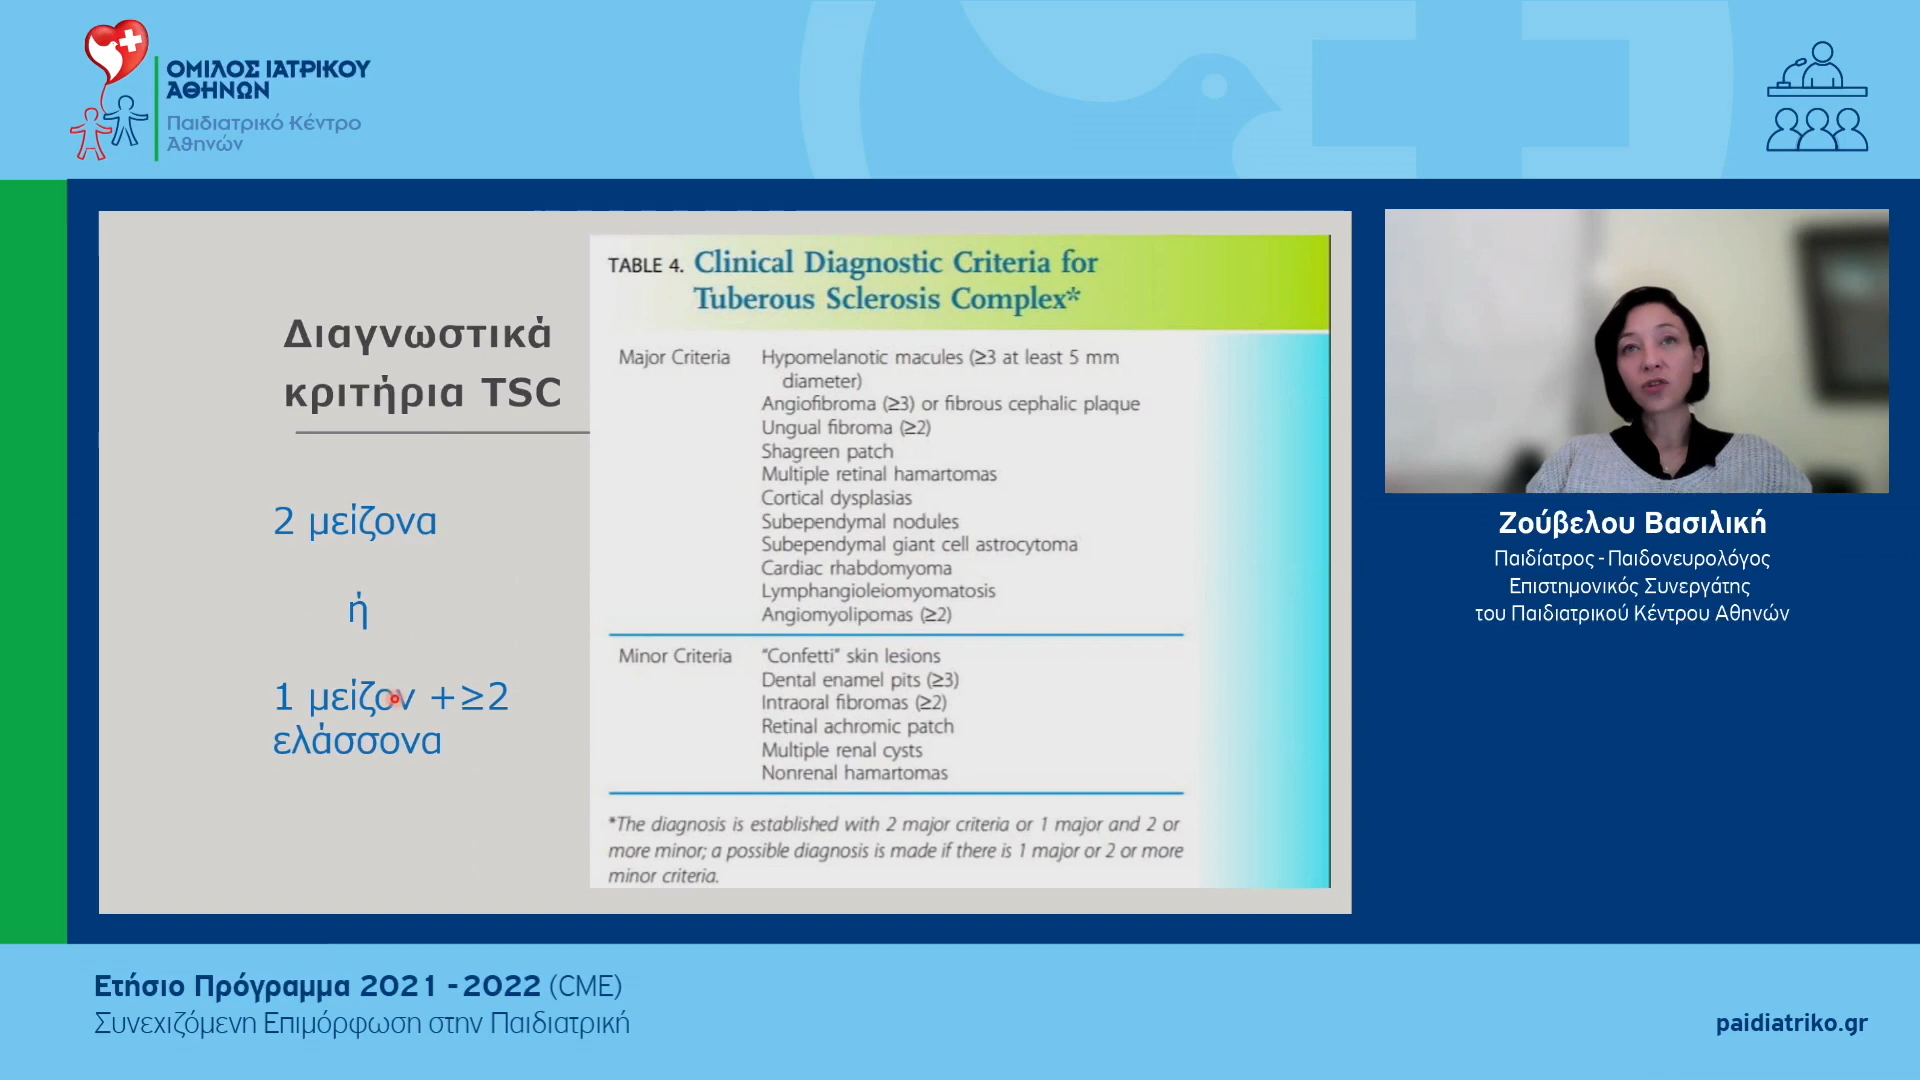 ΟΜΙΛΟΣ ΙΑΤΡΙΚΟΥ
ΑΘΗΝΩΝ
Παιδιατρικό Κέντρο
Αθηνών
Διαγνωστικά
κριτήρια TSC
2 μείζονα
ή
1 μείζον +≥2
ελάσσονα
TABLE 4. Clinical Diagnostic Criteria for
Tuberous Sclerosis Complex*
Major Criteria Hypomelanotic macules (≥3 at least 5 mm
diameter)
Angiofibroma (≥3) or fibrous cephalic plaque
Ungual fibroma (≥2)
Shagreen patch
Multiple retinal hamartomas
Cortical dysplasias
Subependymal nodules
Subependymal giant cell astrocytoma
Cardiac rhabdomyoma
Lymphangioleiomyomatosis
Angiomyolipomas (≥2)
Minor Criteria “Confetti” skin lesions
Dental enamel pits (≥3)
Intraoral fibromas (≥2)
Retinal achromic patch
Multiple renal cysts
Nonrenal hamartomas
*The diagnosis is established with 2 major criteria or 1 major and 2 or
more minor; a possible diagnosis is made if there is 1 major or 2 or more
minor criteria.
Ζούβελου Βασιλική
Παιδίατρος - Παιδονευρολόγος
Επιστημονικός Συνεργάτης
του Παιδιατρικού Κέντρου Αθηνών
Ετήσιο Πρόγραμμα 2021 - 2022 (CME)
Συνεχιζόμενη Επιμόρφωση στην Παιδιατρική
paidiatriko.gr